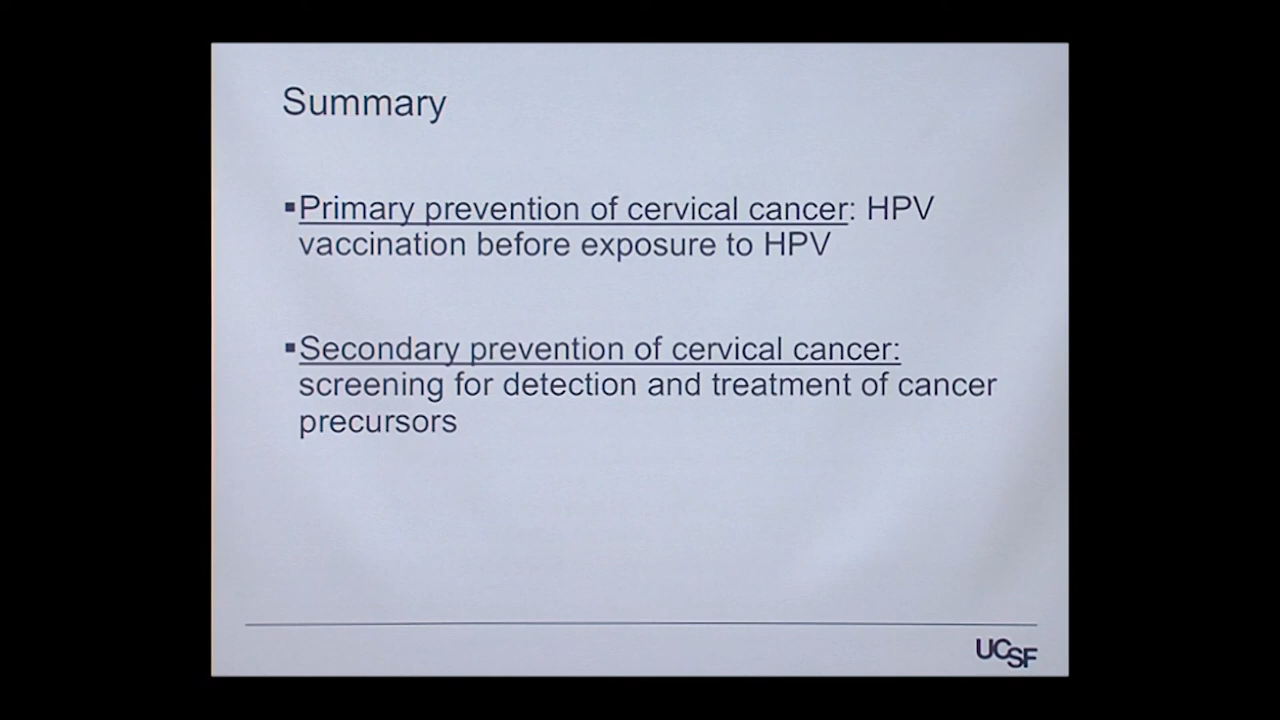 Summary
▪Primary prevention of cervical cancer: HPV
vaccination before exposure to HPV
▪Secondary prevention of cervical cancer:
screening for detection and treatment of cancer
precursors
UCSF